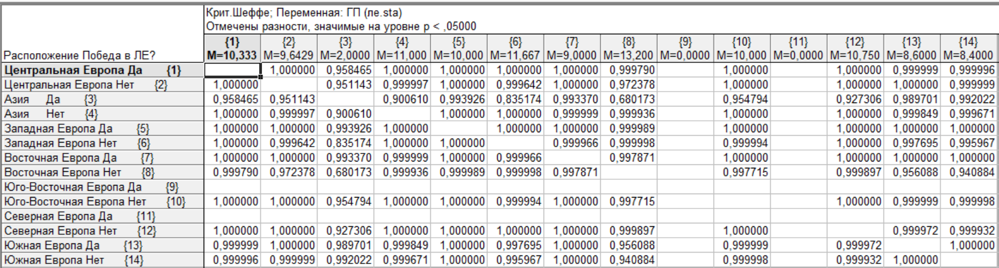 Крит.Шеффе; Переменная: ГП (ле.sta)
Отмечены разности, значимые на уровне p < ,05000
{1} {2} {3} {4} {5} {6} {7} {8} {9} {10} {11} {12} {13} {14}
Расположение Победа в ЛЕ? M=10,333 M=9,6429 M=2,0000 M=11,000 M=10,000 M=11,667 M=9,0000 M=13,200 M=0,0000 M=10,000 M=0,0000 M=10,750 M=8,6000 M=8,4000
Центральная Европа Да {1} 1,000000 0,958465 1,000000 1,000000 1,000000 1,000000 0,999790 1,000000 1,000000 0,999999 0,999996
Центральная Европа Нет {2} 1,000000 0,951143 0,999997 1,000000 0,999642 1,000000 0,972378 1,000000 1,000000 1,000000 0,999999
Азия Да {3} 0,958465 0,951143 0,900610 0,993926 0,835174 0,993370 0,680173 0,954794 0,927306 0,989701 0,992022
Азия Нет {4} 1,000000 0,999997 0,900610 1,000000 1,000000 0,999999 0,999936 1,000000 1,000000 0,999849 0,999671
Западная Европа Да {5} 1,000000 1,000000 0,993926 1,000000 1,000000 1,000000 0,999989 1,000000 1,000000 1,000000 1,000000
Западная Европа Нет {6} 1,000000 0,999642 0,835174 1,000000 1,000000 0,999966 0,999998 0,999994 1,000000 0,997695 0,995967
Восточная Европа Да {7} 1,000000 1,000000 0,993370 0,999999 1,000000 0,999966 0,997871 1,000000 1,000000 1,000000 1,000000
Восточная Европа Нет {8} 0,999790 0,972378 0,680173 0,999936 0,999989 0,999998 0,997871 0,997715 0,999897 0,956088 0,940884
Юго-Восточная Европа Да {9}
Юго-Восточная Европа Нет {10} 1,000000 1,000000 0,954794 1,000000 1,000000 0,999994 1,000000 0,997715 1,000000 0,999999 0,999998
Северная Европа Да {11}
Северная Европа Нет {12} 1,000000 1,000000 0,927306 1,000000 1,000000 1,000000 1,000000 0,999897 1,000000 0,999972 0,999932
Южная Европа Да {13} 0,999999 1,000000 0,989701 0,999849 1,000000 0,997695 1,000000 0,956088 0,999999 0,999972 1,000000
Южная Европа Нет {14} 0,999996 0,999999 0,992022 0,999671 1,000000 0,995967 1,000000 0,940884 0,999998 0,999932 1,000000